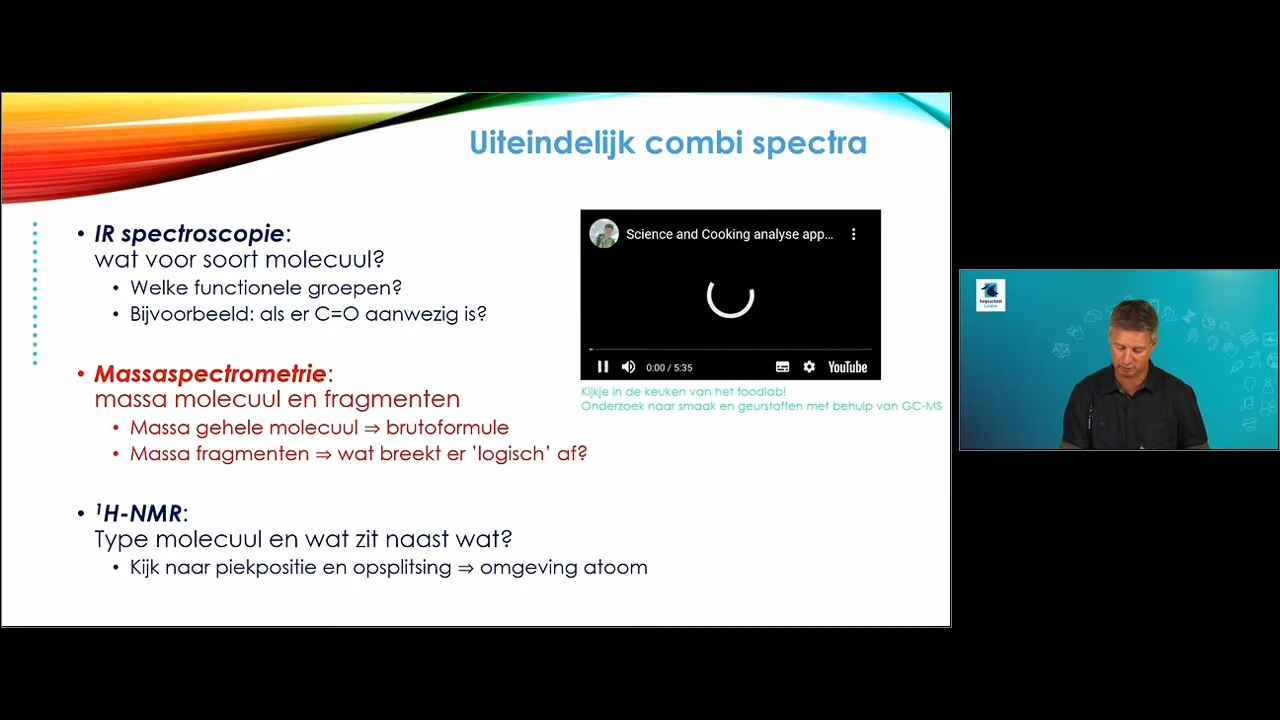 Uiteindelijk combi spectra
• IR spectroscopie:
wat voor soort molecuul?
• Welke functionele groepen?
• Bijvoorbeeld: als er C=O aanwezig is?
• Massaspectrometrie:
massa molecuul en fragmenten
• Massa gehele molecuul ⇒ brutoformule
• Massa fragmenten ⇒ wat breekt er 'logisch' af?
• ¹H-NMR:
Type molecuul en wat zit naast wat?
• Kijk naar piekpositie en opsplitsing ⇒ omgeving atoom
Science and Cooking analyse app...
0:00 / 5:35
YouTube
Kijkje in de keuken van het foodlab!
Onderzoek naar smaak en geurstoffen met behulp van GC-MS
hogeschool
Leiden